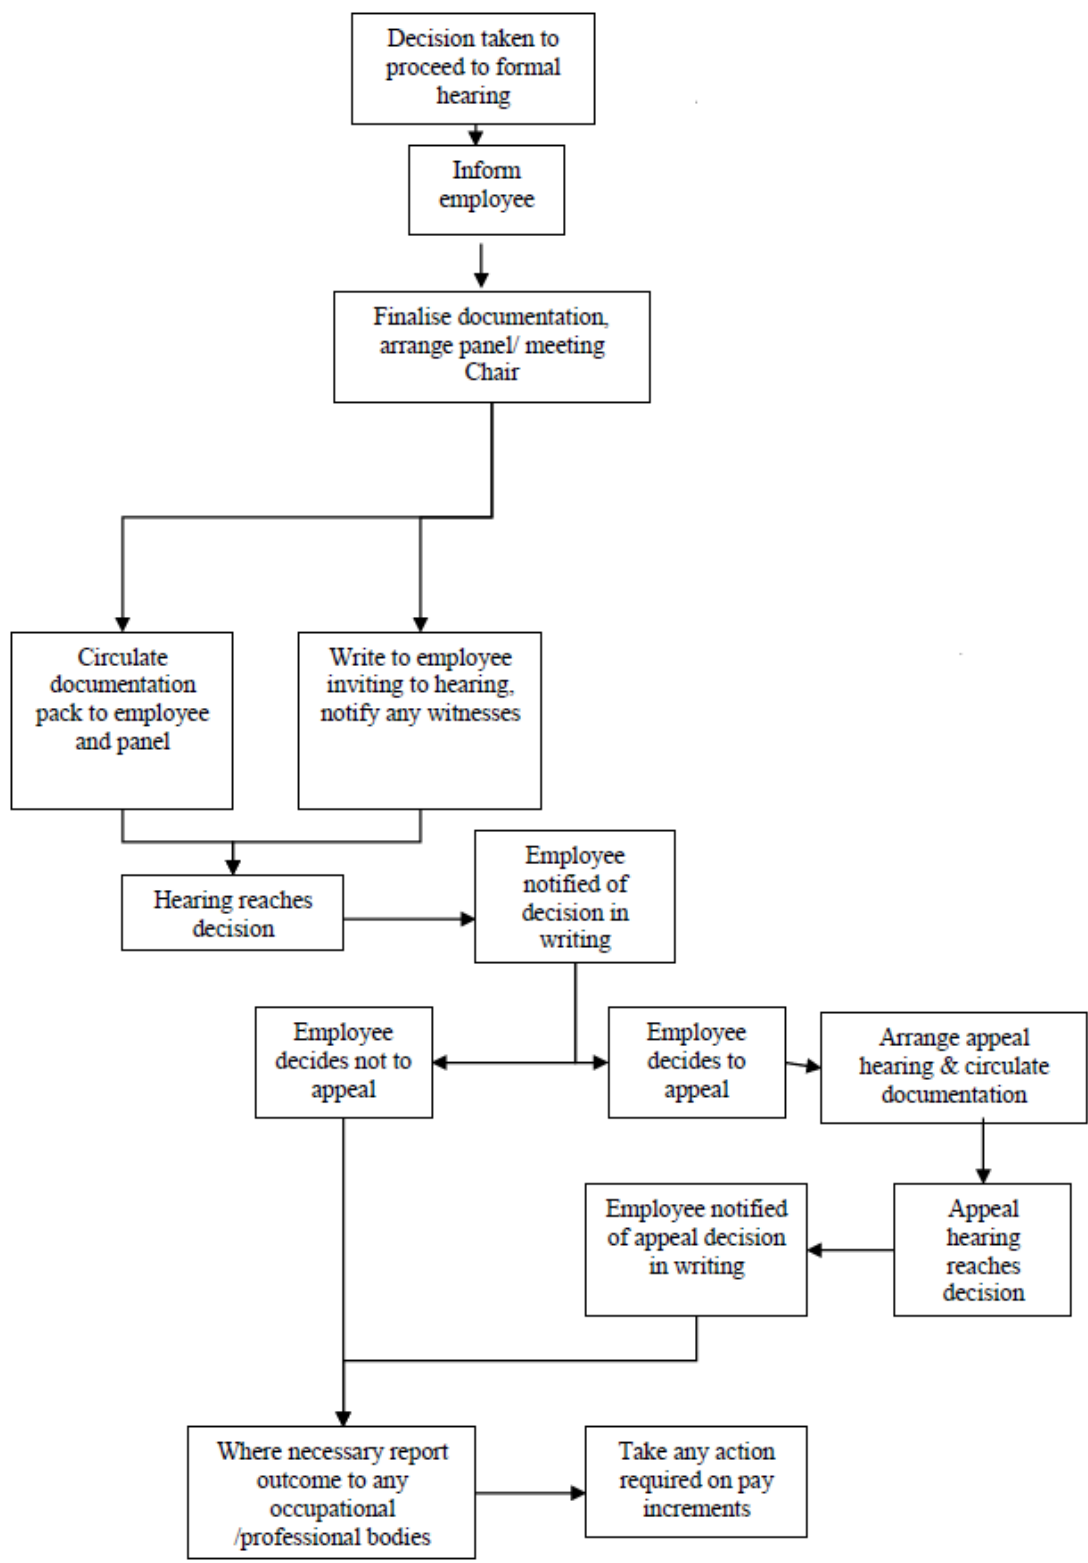 Decision taken to
proceed to formal
hearing
Inform
employee
Finalise documentation,
arrange panel/ meeting
Chair
Circulate
documentation
pack to employee
and panel
Write to employee
inviting to hearing,
notify any witnesses
Hearing reaches
decision
Employee
notified of
decision in
writing
Employee
decides not to
appeal
Employee
decides to
appeal
Arrange appeal
hearing & circulate
documentation
Employee notified
of appeal decision
in writing
Appeal
hearing
reaches
decision
Where necessary report
outcome to any
occupational
/professional bodies
Take any action
required on pay
increments